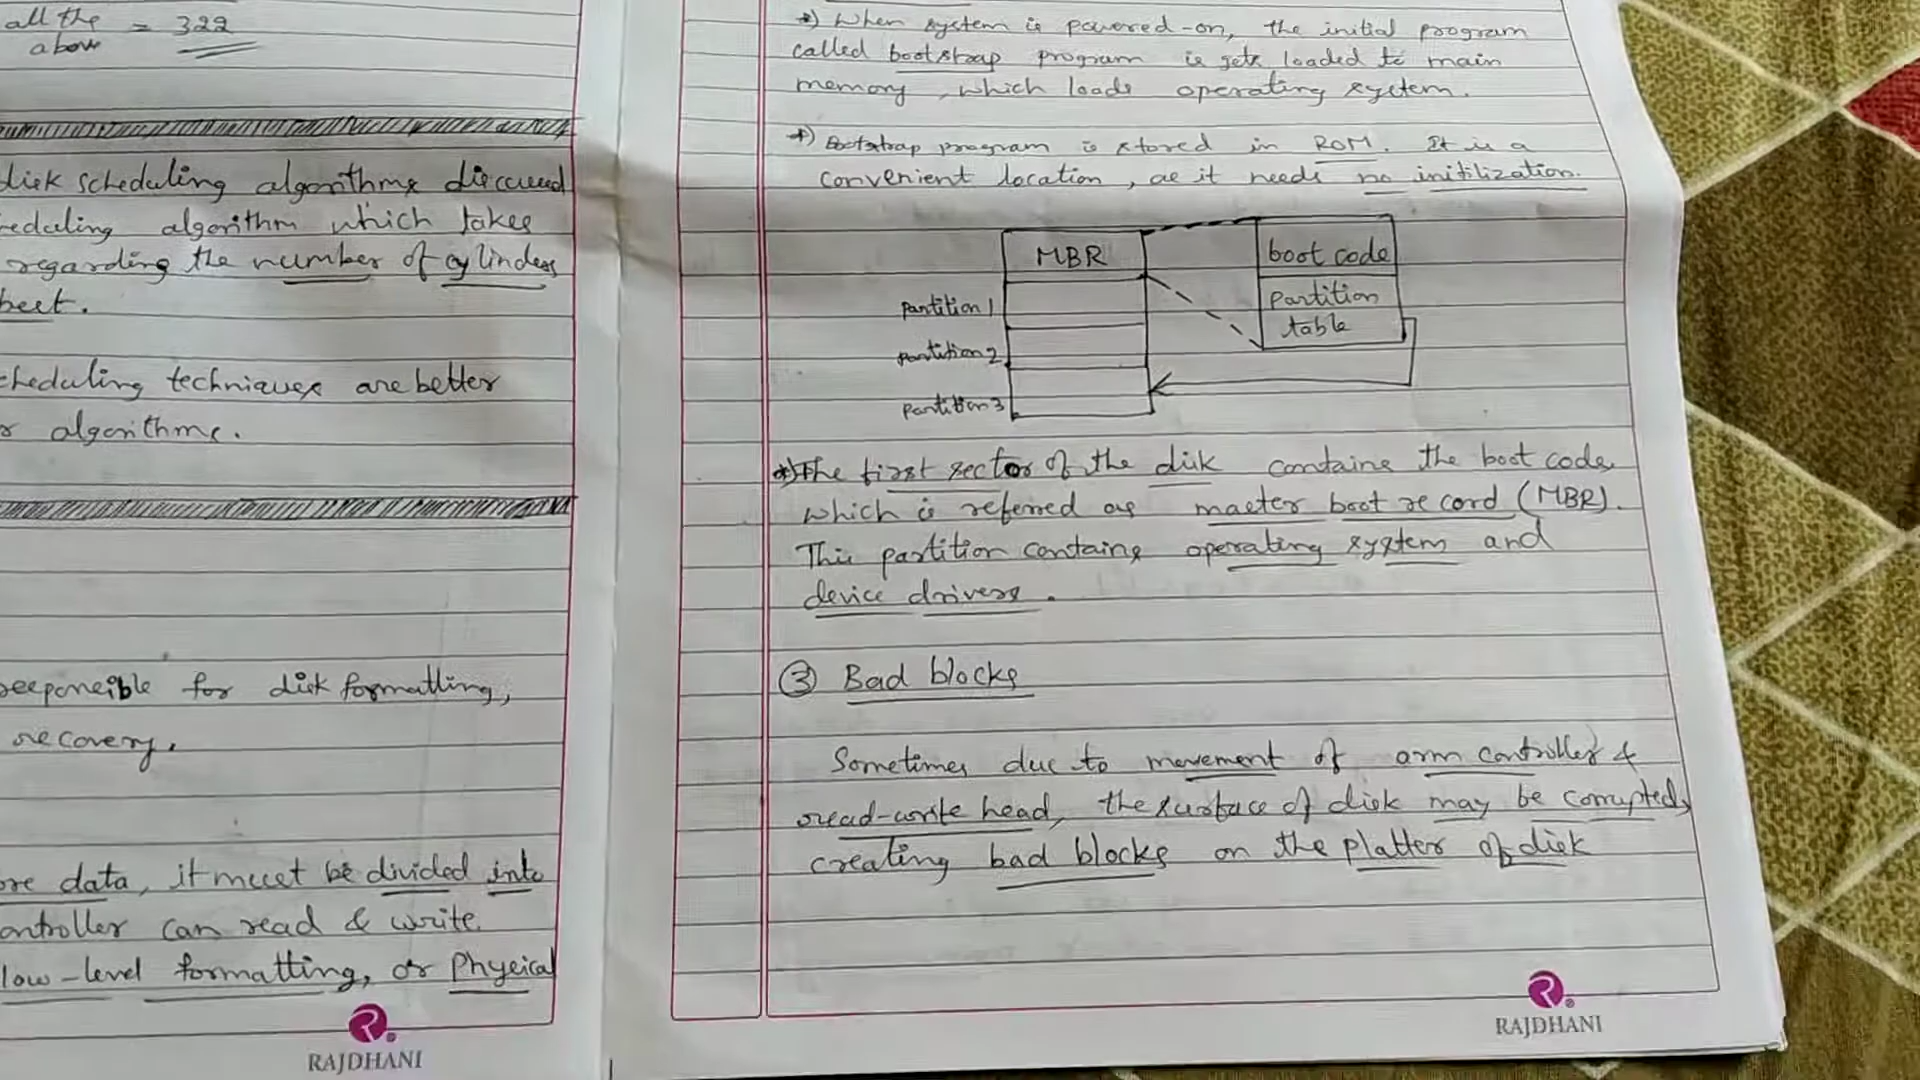 all the
above = 322
disk scheduling algorithms discussed
algorithm which takes
regarding the number of cylinders
scheduling techniques are better
algorithms.
responsible for disk formatting,
recovery.
data, it must be divided into
controller can read & write
low-level formatting, or Physical
RAJDHANI
*) When system is powered-on, the initial program
called bootstrap program is gets loaded to main
memory, which loads operating system.
*) Bootstrap program is stored in ROM. It is a
convenient location, as it needs no initilization.
MBR
boot code
partition 1
Partition
table
partition 2
partition 3
*) The first sector of the disk contains the boot code,
which is referred as master boot record (MBR).
This partition contains operating system and
device drivers.
3 Bad blocks
Sometimes due to movement of arm controller &
read-write head, the surface of disk may be corrupted,
creating bad blocks on the platter of disk
RAJDHANI